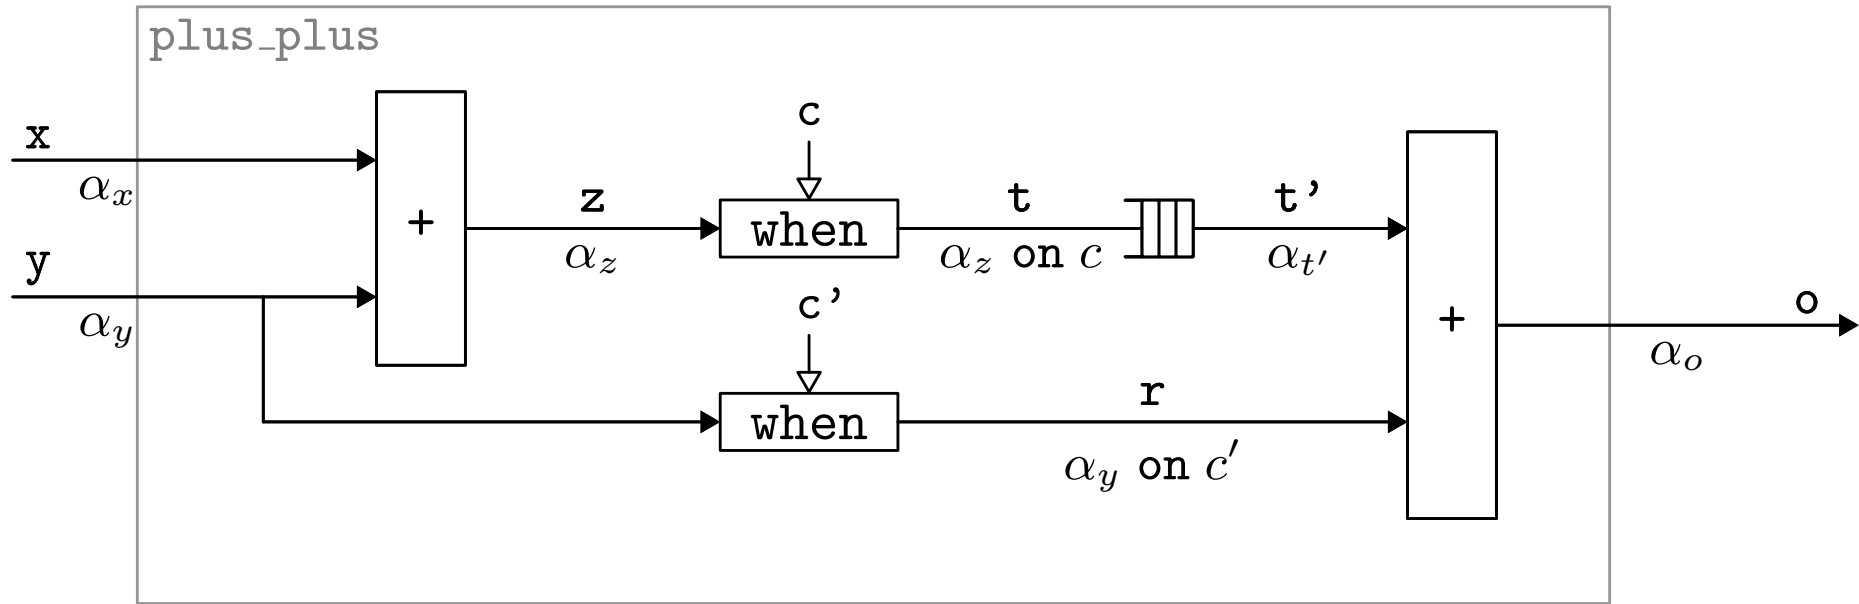 plus_plus
x
αx
y
αy
+
z
αz
c
when
t
αz on c
t'
αt′
c'
when
r
αy on c′
+
o
αo